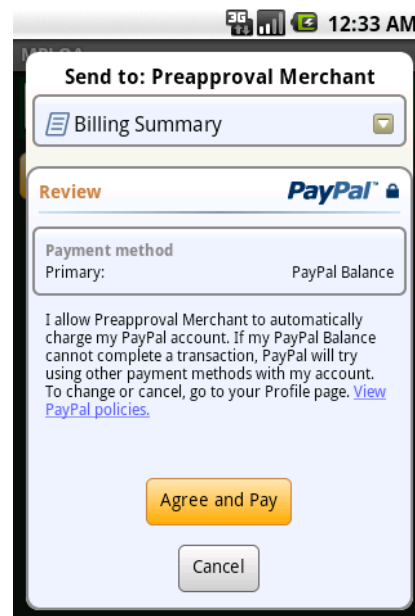 3G 12:33 AM
Send to: Preapproval Merchant
Billing Summary
Review PayPal™
Payment method
Primary: PayPal Balance
I allow Preapproval Merchant to automatically
charge my PayPal account. If my PayPal Balance
cannot complete a transaction, PayPal will try
using other payment methods with my account.
To change or cancel, go to your Profile page. View
PayPal policies.
Agree and Pay
Cancel